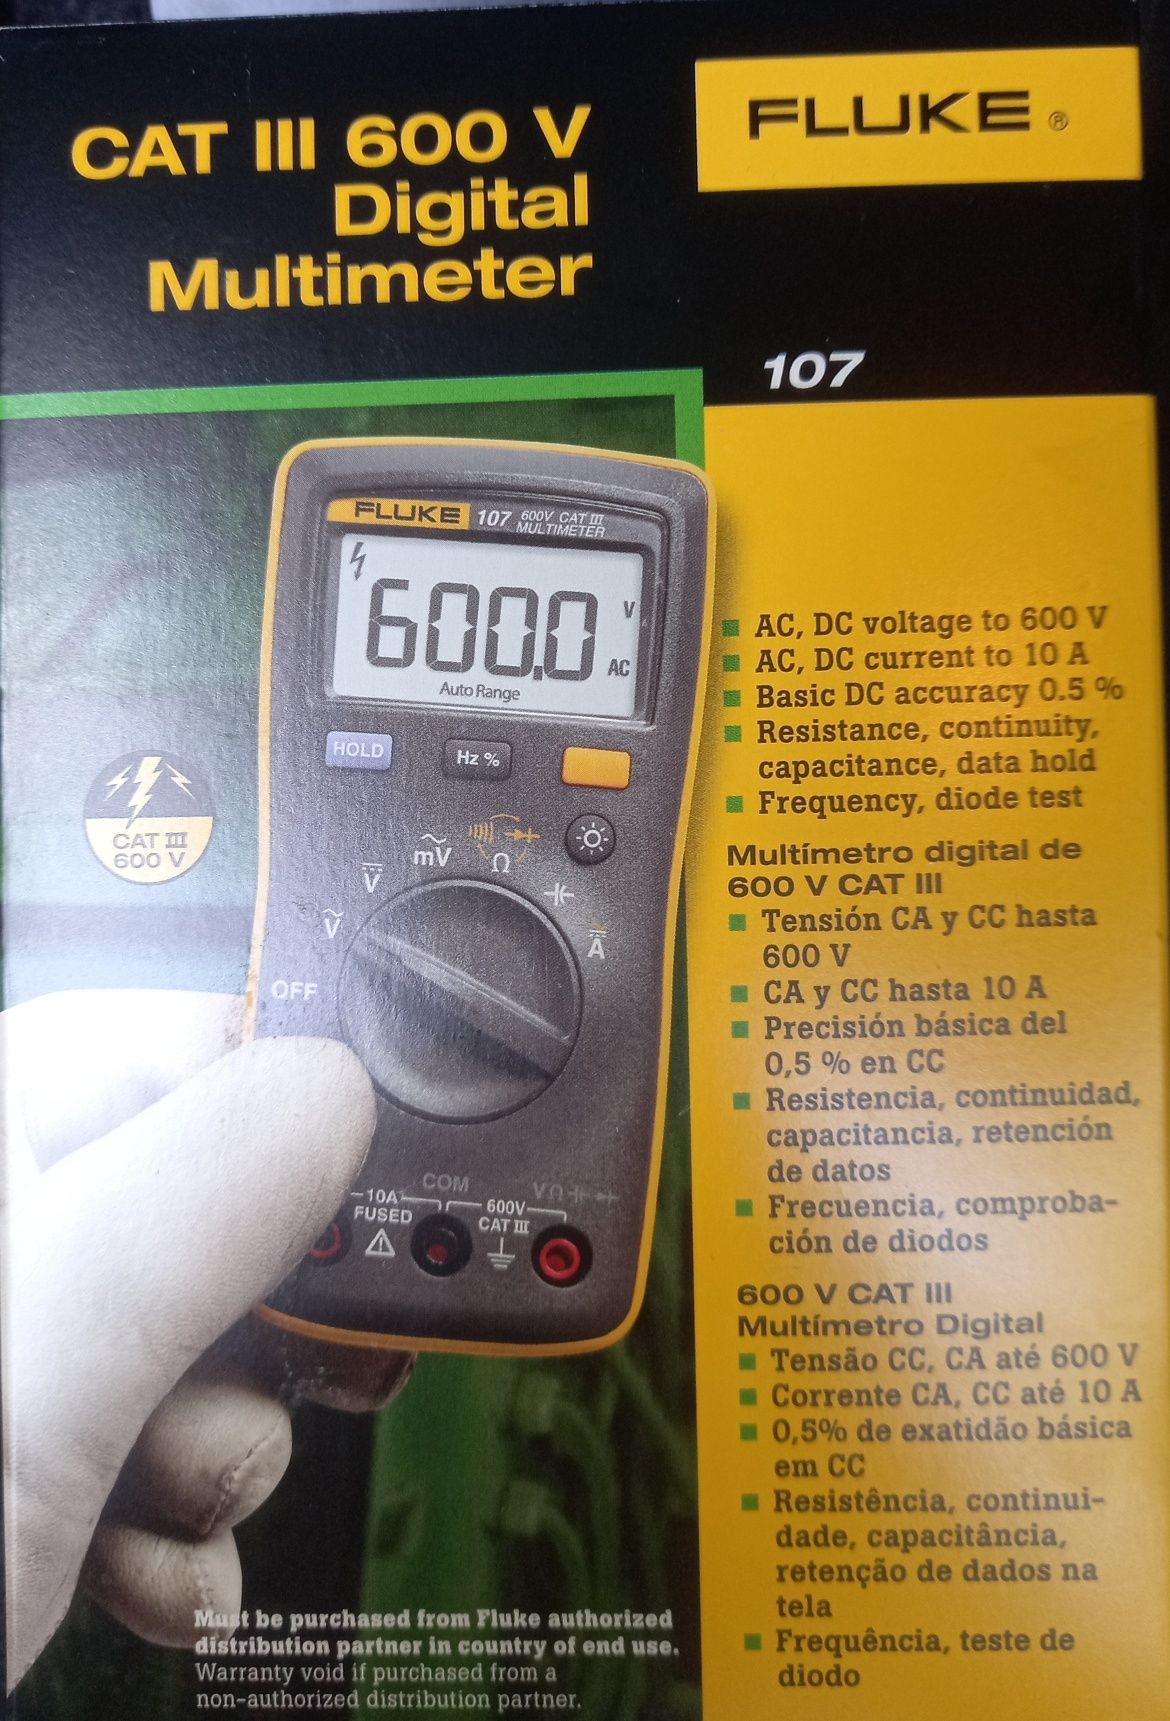 CAT III 600 V
Digital
Multimeter
FLUKE ®
107
FLUKE 107 600V CAT III
MULTIMETER
600.0 V
AC
Auto Range
HOLD
Hz %
CAT III
600 V
mV
Ω
V
V
A
OFF
COM
VΩ
10A
FUSED
600V
CAT III
AC, DC voltage to 600 V
AC, DC current to 10 A
Basic DC accuracy 0.5 %
Resistance, continuity,
capacitance, data hold
Frequency, diode test
Multímetro digital de
600 V CAT III
Tensión CA y CC hasta
600 V
CA y CC hasta 10 A
Precisión básica del
0,5 % en CC
Resistencia, continuidad,
capacitancia, retención
de datos
Frecuencia, comproba-
ción de diodos
600 V CAT III
Multímetro Digital
Tensão CC, CA até 600 V
Corrente CA, CC até 10 A
0,5% de exatidão básica
em CC
Resistência, continui-
dade, capacitância,
retenção de dados na
tela
Frequência, teste de
diodo
Must be purchased from Fluke authorized
distribution partner in country of end use.
Warranty void if purchased from a
non-authorized distribution partner.